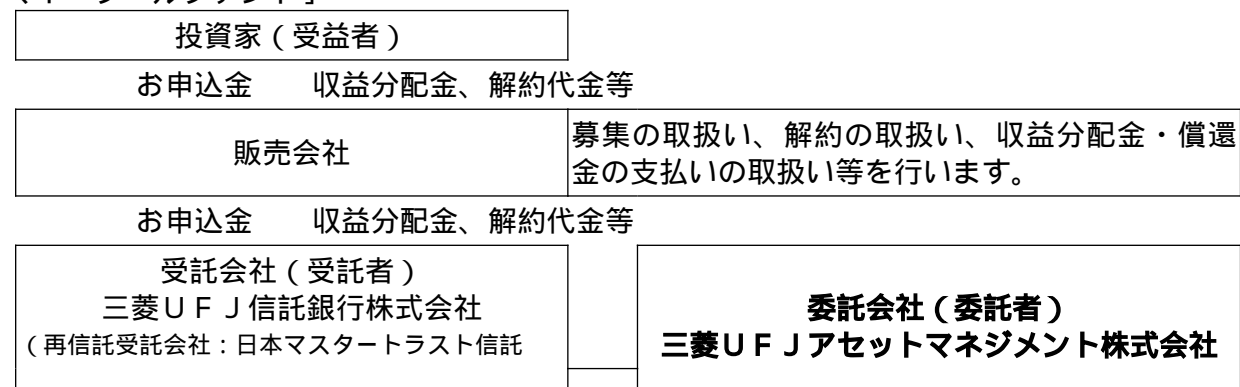 投資家(受益者)
お申込金 収益分配金、解約代金等
販売会社
募集の取扱い、解約の取扱い、収益分配金・償還
金の支払いの取扱い等を行います。
お申込金 収益分配金、解約代金等
受託会社(受託者)
三菱UFJ信託銀行株式会社
(再信託受託会社:日本マスタートラスト信託
委託会社(委託者)
三菱UFJアセットマネジメント株式会社